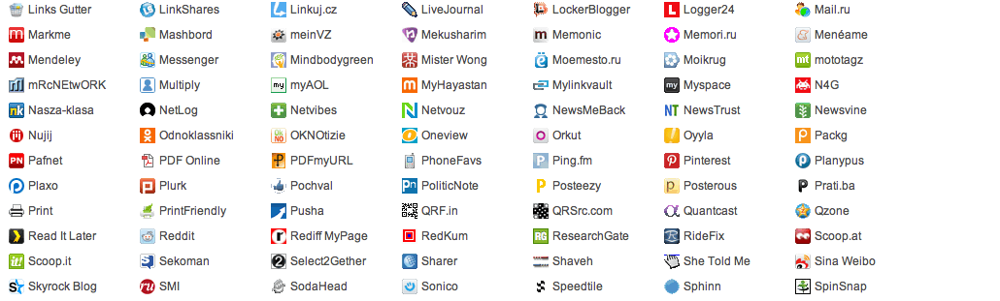 Links Gutter LinkShares Linkuj.cz LiveJournal LockerBlogger Logger24 Mail.ru
Markme Mashbord meinVZ Mekusharim Memonic Memori.ru Menéame
Mendeley Messenger Mindbodygreen Mister Wong Moemesto.ru Moikrug mototagz
mRcNEtwORK Multiply myAOL MyHayastan Mylinkvault Myspace N4G
Nasza-klasa NetLog Netvibes Netvouz NewsMeBack NewsTrust Newsvine
Nujij Odnoklassniki OKNOtizie Oneview Orkut Oyyla Packg
Pafnet PDF Online PDFmyURL PhoneFavs Ping.fm Pinterest Planypus
Plaxo Plurk Pochval PoliticNote Posteezy Posterous Prati.ba
Print PrintFriendly Pusha QRF.in QRSrc.com Quantcast Qzone
Read It Later Reddit Rediff MyPage RedKum ResearchGate RideFix Scoop.at
Scoop.it Sekoman Select2Gether Sharer Shaveh She Told Me Sina Weibo
Skyrock Blog SMI SodaHead Sonico Speedtile Sphinn SpinSnap